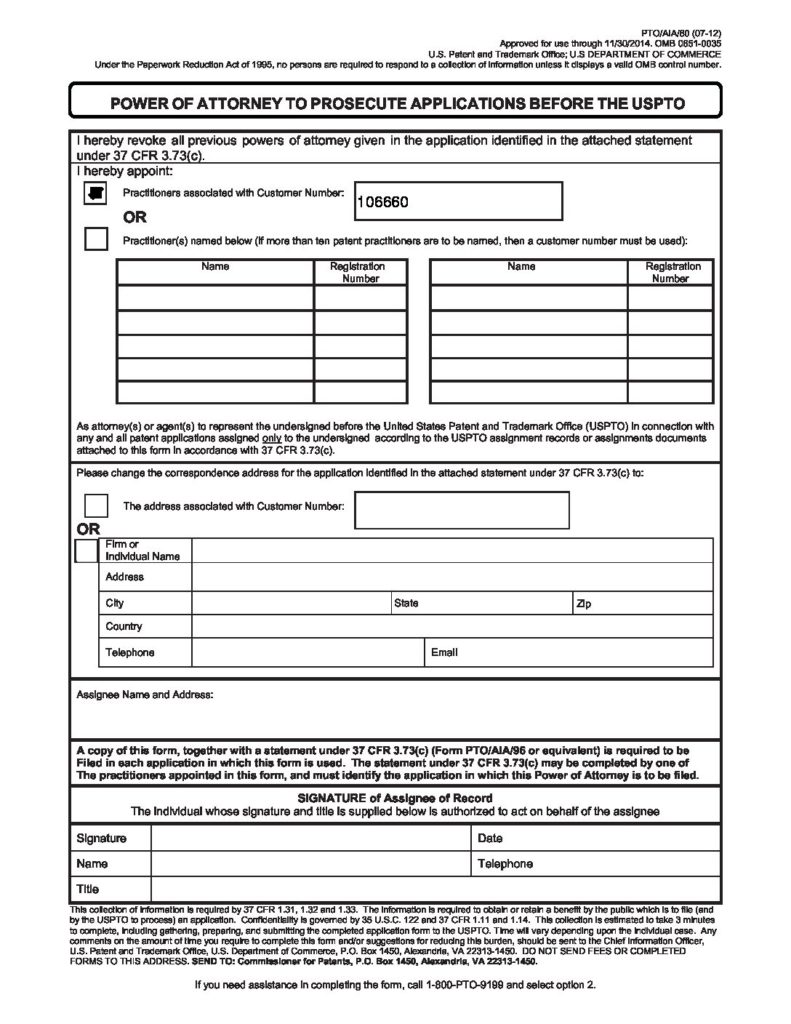 PTO/AIA/80 (07-12)
Approved for use through 11/30/2014. OMB 0651-0035
U.S. Patent and Trademark Office; U.S DEPARTMENT OF COMMERCE
Under the Paperwork Reduction Act of 1995, no persons are required to respond to a collection of information unless it displays a valid OMB control number.
POWER OF ATTORNEY TO PROSECUTE APPLICATIONS BEFORE THE USPTO
I hereby revoke all previous powers of attorney given in the application identified in the attached statement
under 37 CFR 3.73(c).
I hereby appoint:
Practitioners associated with Customer Number:
106660
OR
Practitioner(s) named below (if more than ten patent practitioners are to be named, then a customer number must be used):
Name Registration Name Registration
Number Number
As attorney(s) or agent(s) to represent the undersigned before the United States Patent and Trademark Office (USPTO) in connection with
any and all patent applications assigned only to the undersigned according to the USPTO assignment records or assignments documents
attached to this form in accordance with 37 CFR 3.73(c).
Please change the correspondence address for the application identified in the attached statement under 37 CFR 3.73(c) to:
The address associated with Customer Number:
OR
Firm or
Individual Name
Address
City State Zip
Country
Telephone Email
Assignee Name and Address:
A copy of this form, together with a statement under 37 CFR 3.73(c) (Form PTO/AIA/96 or equivalent) is required to be
Filed in each application in which this form is used. The statement under 37 CFR 3.73(c) may be completed by one of
The practitioners appointed in this form, and must identify the application in which this Power of Attorney is to be filed.
SIGNATURE of Assignee of Record
The individual whose signature and title is supplied below is authorized to act on behalf of the assignee
Signature Date
Name Telephone
Title
This collection of information is required by 37 CFR 1.31, 1.32 and 1.33. The information is required to obtain or retain a benefit by the public which is to file (and
by the USPTO to process) an application. Confidentiality is governed by 35 U.S.C. 122 and 37 CFR 1.11 and 1.14. This collection is estimated to take 3 minutes
to complete, including gathering, preparing, and submitting the completed application form to the USPTO. Time will vary depending upon the individual case. Any
comments on the amount of time you require to complete this form and/or suggestions for reducing this burden, should be sent to the Chief Information Officer,
U.S. Patent and Trademark Office, U.S. Department of Commerce, P.O. Box 1450, Alexandria, VA 22313-1450. DO NOT SEND FEES OR COMPLETED
FORMS TO THIS ADDRESS. SEND TO: Commissioner for Patents, P.O. Box 1450, Alexandria, VA 22313-1450.
If you need assistance in completing the form, call 1-800-PTO-9199 and select option 2.